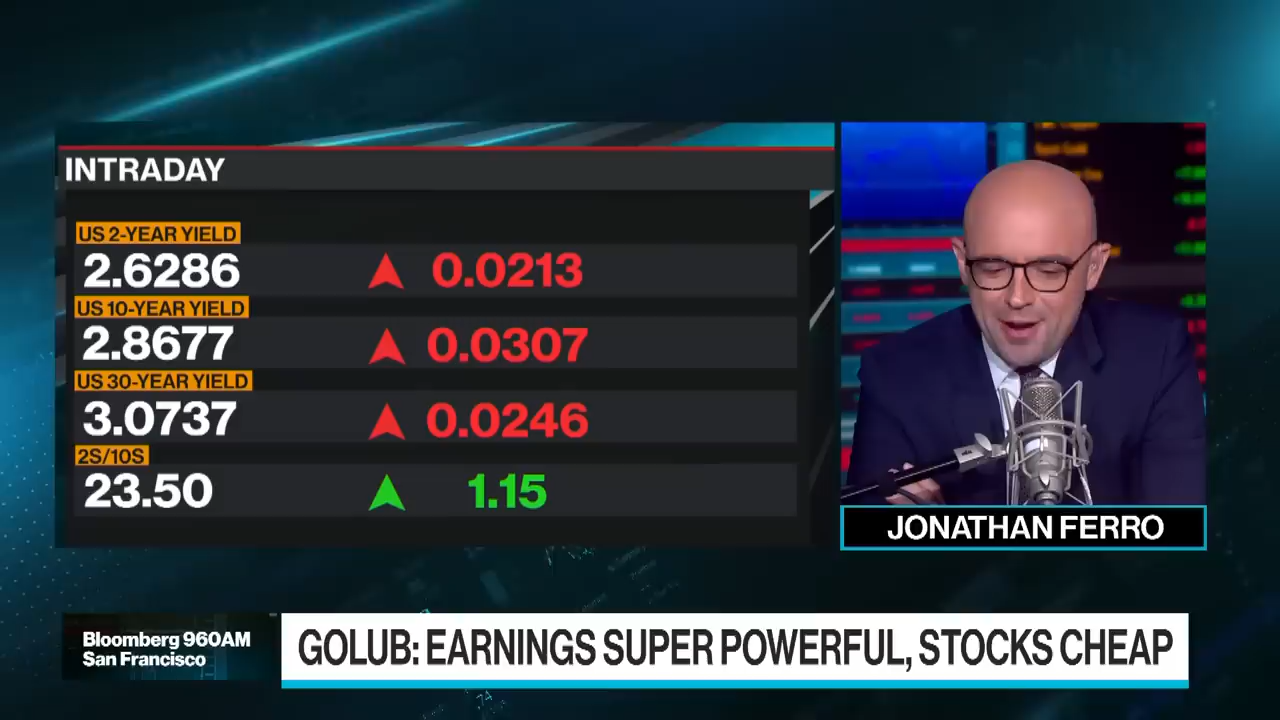 INTRADAY
US 2-YEAR YIELD
2.6286 0.0213
US 10-YEAR YIELD
2.8677 0.0307
US 30-YEAR YIELD
3.0737 0.0246
2S/10S
23.50 1.15
JONATHAN FERRO
Bloomberg 960AM
San Francisco
GOLUB: EARNINGS SUPER POWERFUL, STOCKS CHEAP